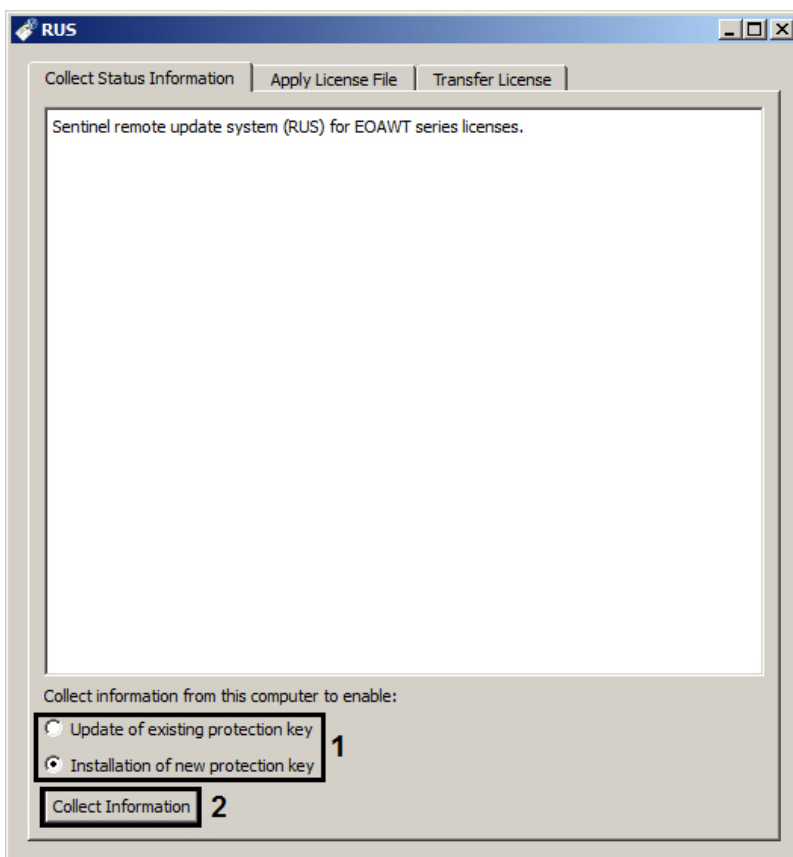 RUS
Collect Status Information Apply License File Transfer License
Sentinel remote update system (RUS) for EOAWT series licenses.
Collect information from this computer to enable:
Update of existing protection key
1
Installation of new protection key
Collect Information 2